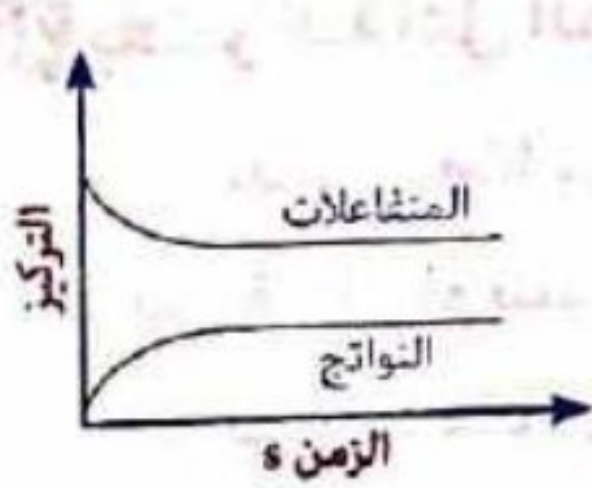 المتفاعلات
التركيز
النواتج
الزمن s